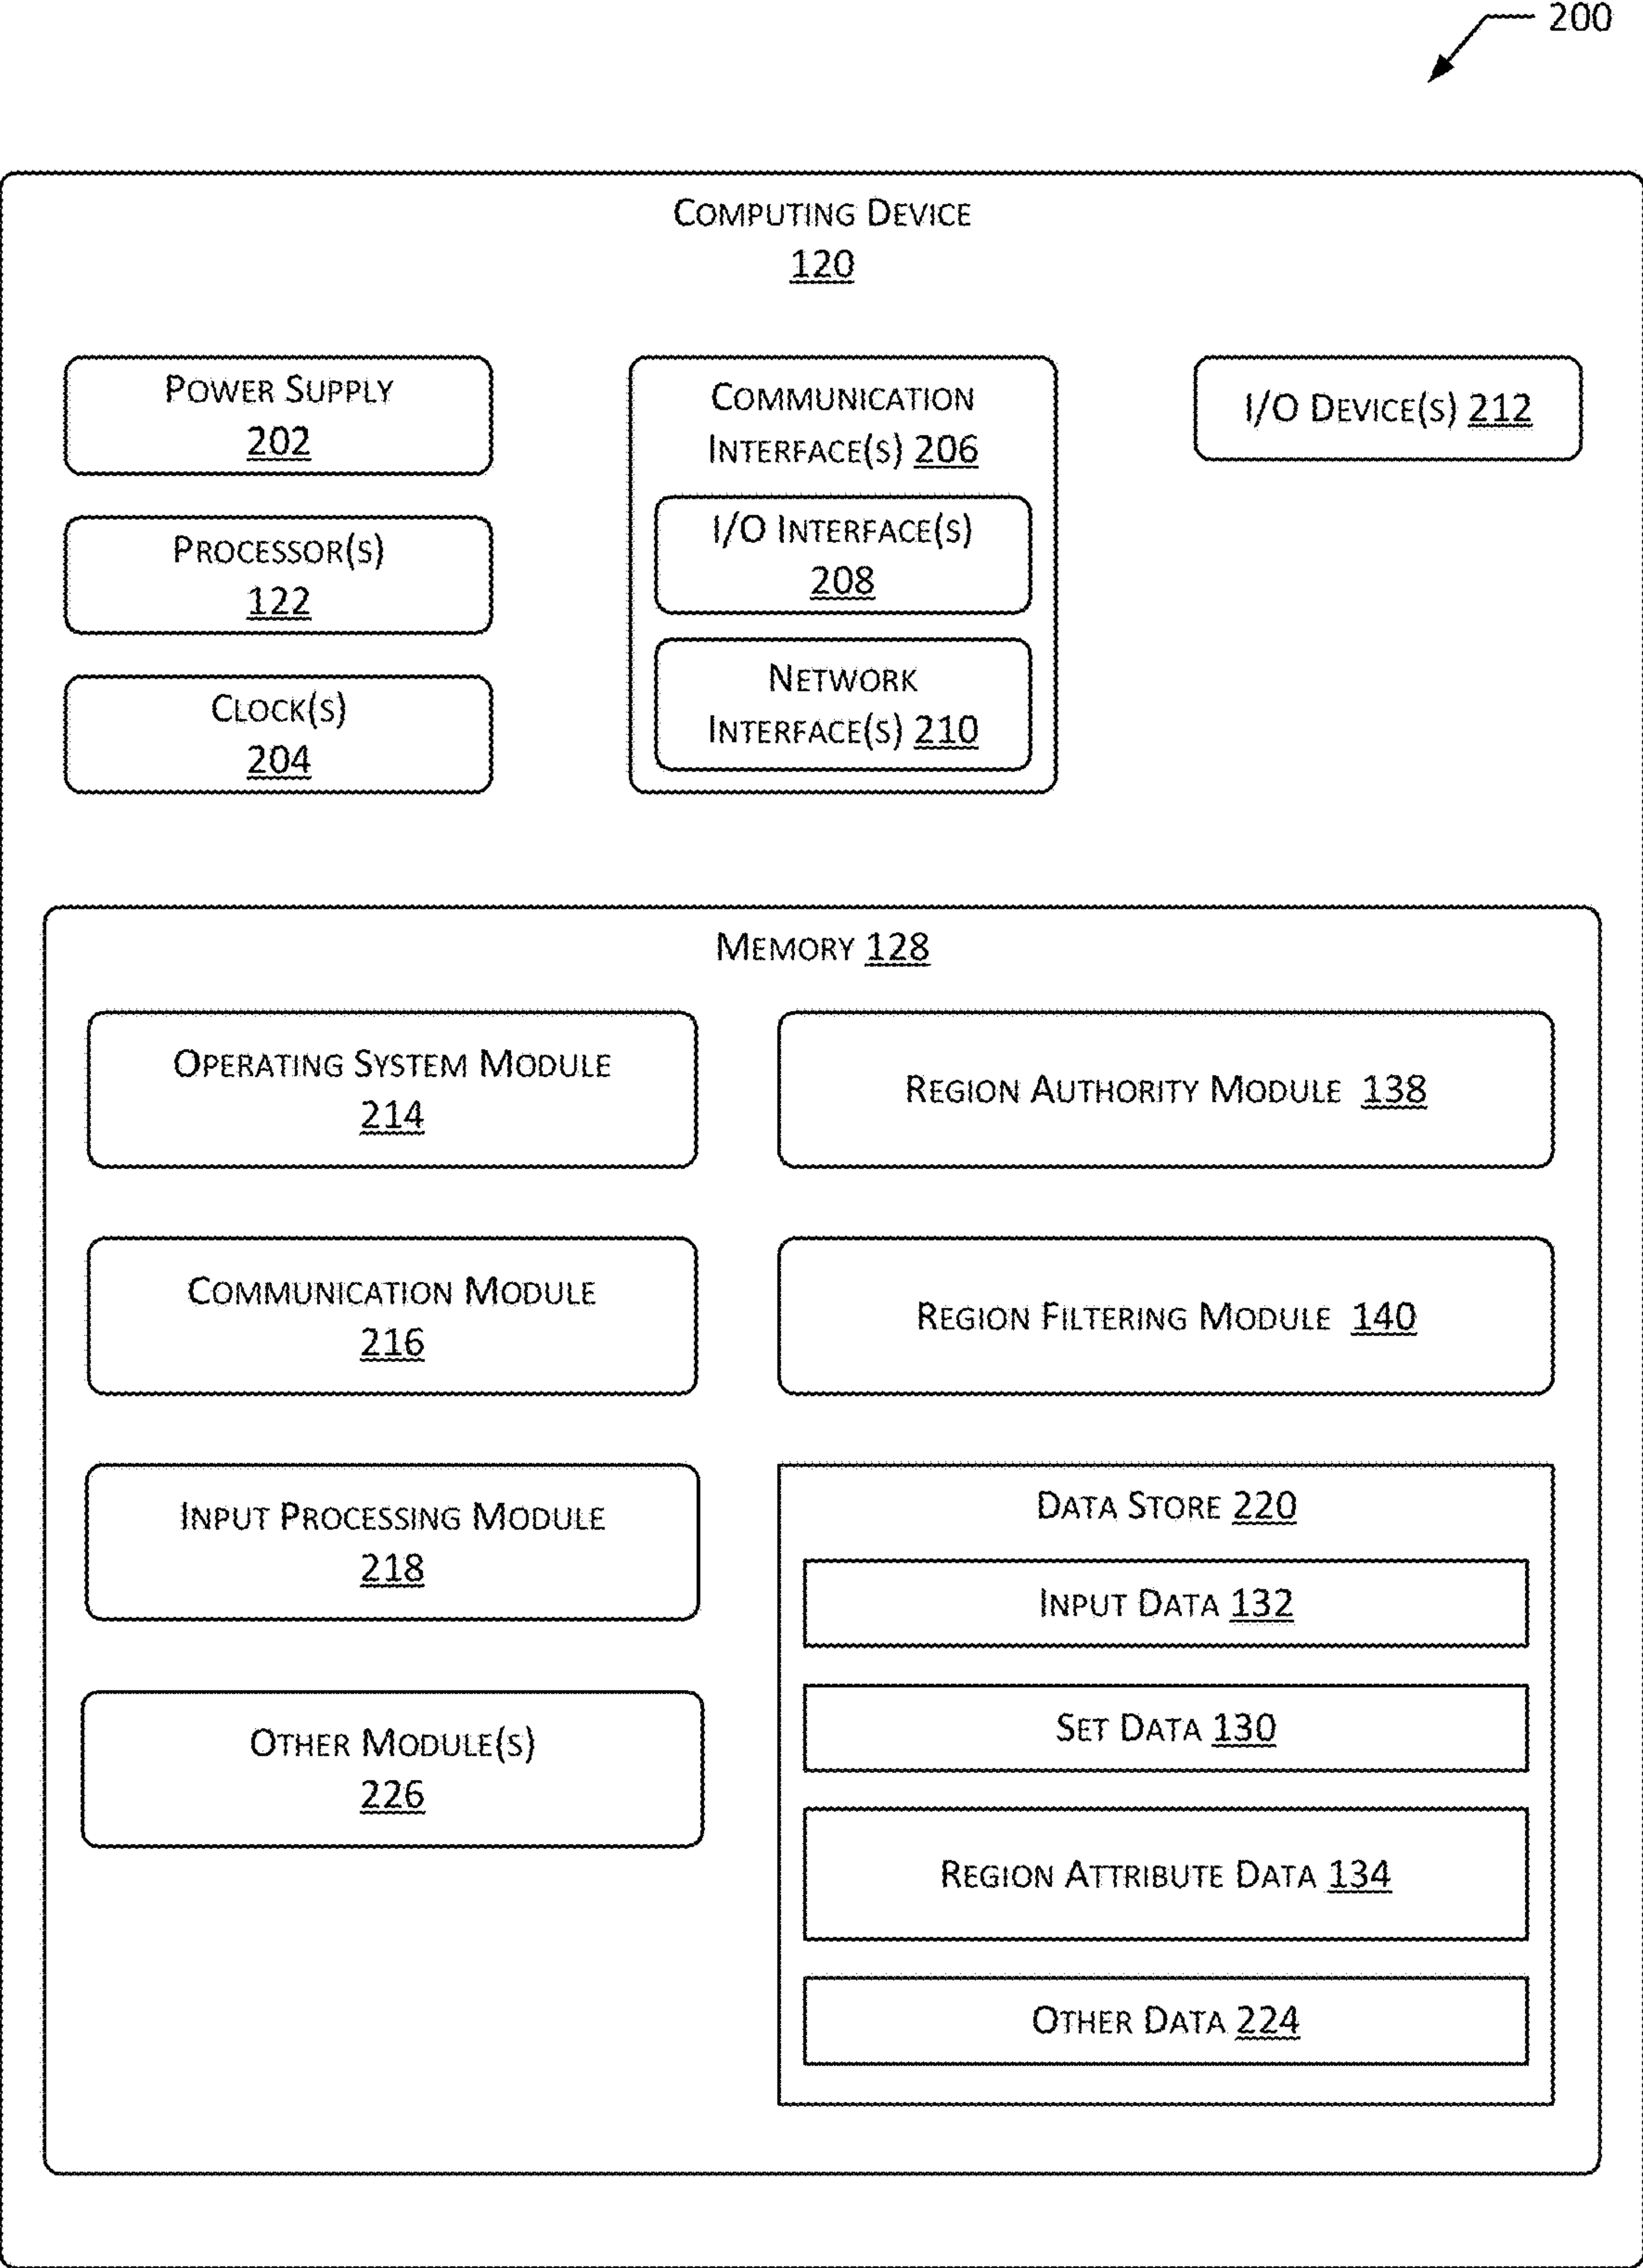 200
COMPUTING DEVICE
120
POWER SUPPLY
202
PROCESSOR(S)
122
CLOCK(S)
204
COMMUNICATION
INTERFACE(S) 206
I/O INTERFACE(S)
208
NETWORK
INTERFACE(S) 210
I/O DEVICE(S) 212
MEMORY 128
OPERATING SYSTEM MODULE
214
COMMUNICATION MODULE
216
INPUT PROCESSING MODULE
218
OTHER MODULE(S)
226
REGION AUTHORITY MODULE 138
REGION FILTERING MODULE 140
DATA STORE 220
INPUT DATA 132
SET DATA 130
REGION ATTRIBUTE DATA 134
OTHER DATA 224